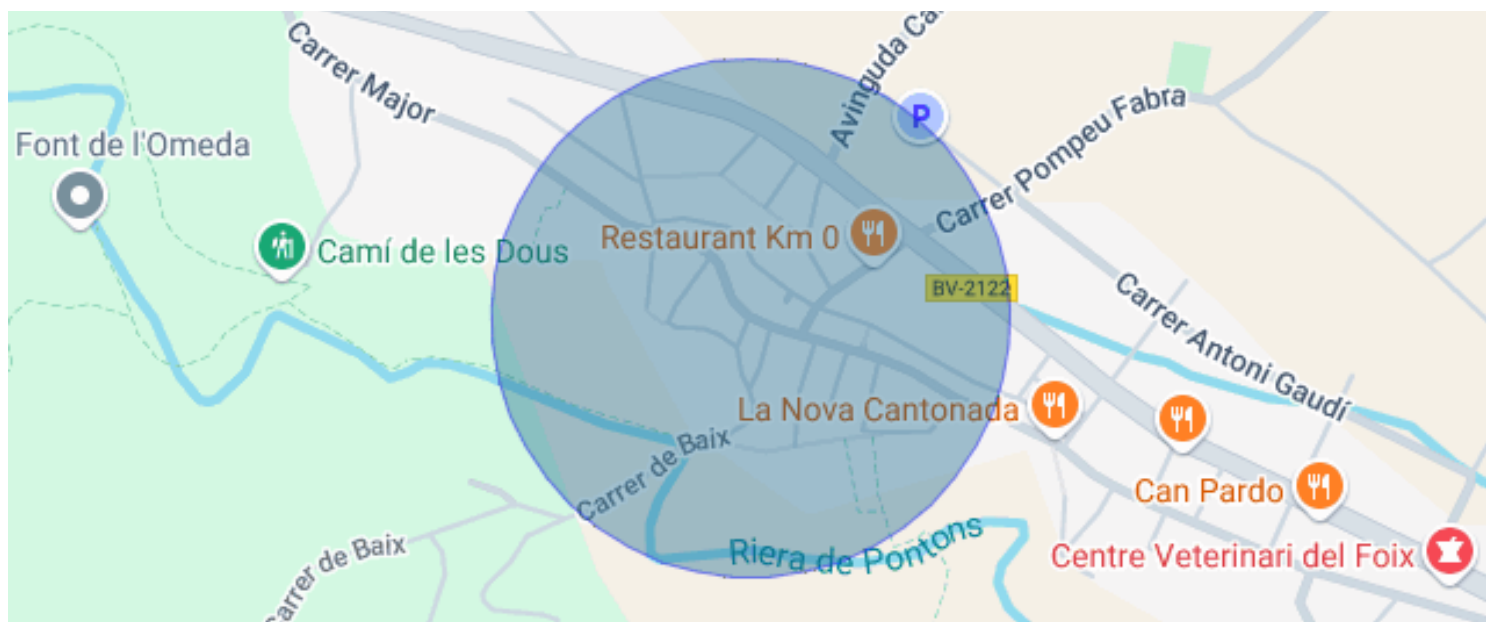 Carrer Major
Avinguda Ca
P
Carrer Pompeu Fabra
Font de l'Omeda
Camí de les Dous
Restaurant Km 0
BV-2122
Carrer Antoni Gaudí
La Nova Cantonada
Carrer de Baix
Can Pardo
Riera de Pontons
Carrer de Baix
Centre Veterinari del Foix